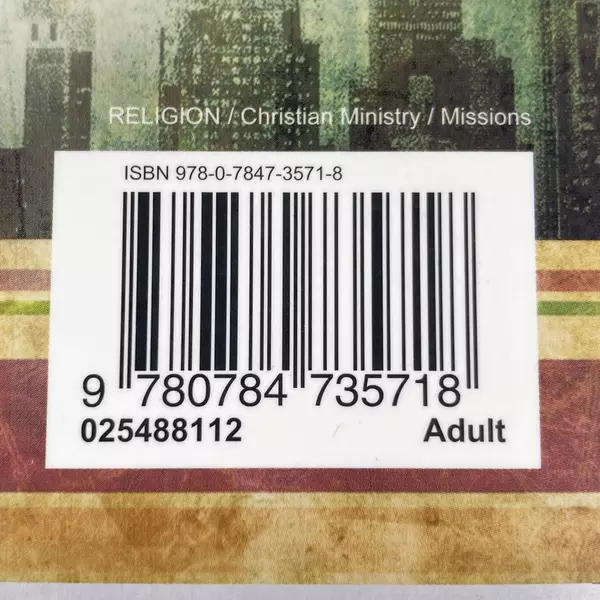 RELIGION / Christian Ministry / Missions
ISBN 978-0-7847-3571-8
9 780784 735718
025488112 Adult